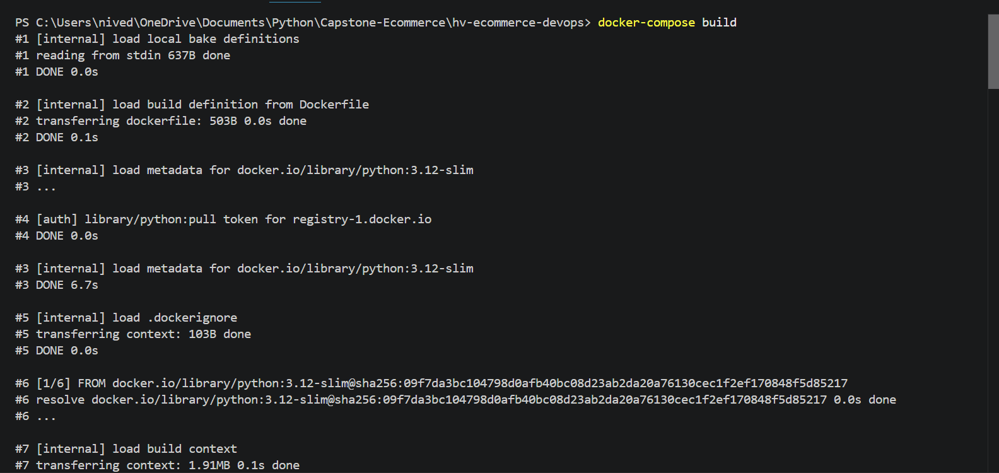 PS C:\Users\nived\OneDrive\Documents\Python\Capstone-Ecommerce\hv-ecommerce-devops> docker-compose build
#1 [internal] load local bake definitions
#1 reading from stdin 637B done
#1 DONE 0.0s
#2 [internal] load build definition from Dockerfile
#2 transferring dockerfile: 503B 0.0s done
#2 DONE 0.1s
#3 [internal] load metadata for docker.io/library/python:3.12-slim
#3 ...
#4 [auth] library/python:pull token for registry-1.docker.io
#4 DONE 0.0s
#3 [internal] load metadata for docker.io/library/python:3.12-slim
#3 DONE 6.7s
#5 [internal] load .dockerignore
#5 transferring context: 103B done
#5 DONE 0.0s
#6 [1/6] FROM docker.io/library/python:3.12-slim@sha256:09f7da3bc104798d0afb40bc08d23ab2da20a76130cec1f2ef170848f5d85217
#6 resolve docker.io/library/python:3.12-slim@sha256:09f7da3bc104798d0afb40bc08d23ab2da20a76130cec1f2ef170848f5d85217 0.0s done
#6 ...
#7 [internal] load build context
#7 transferring context: 1.91MB 0.1s done